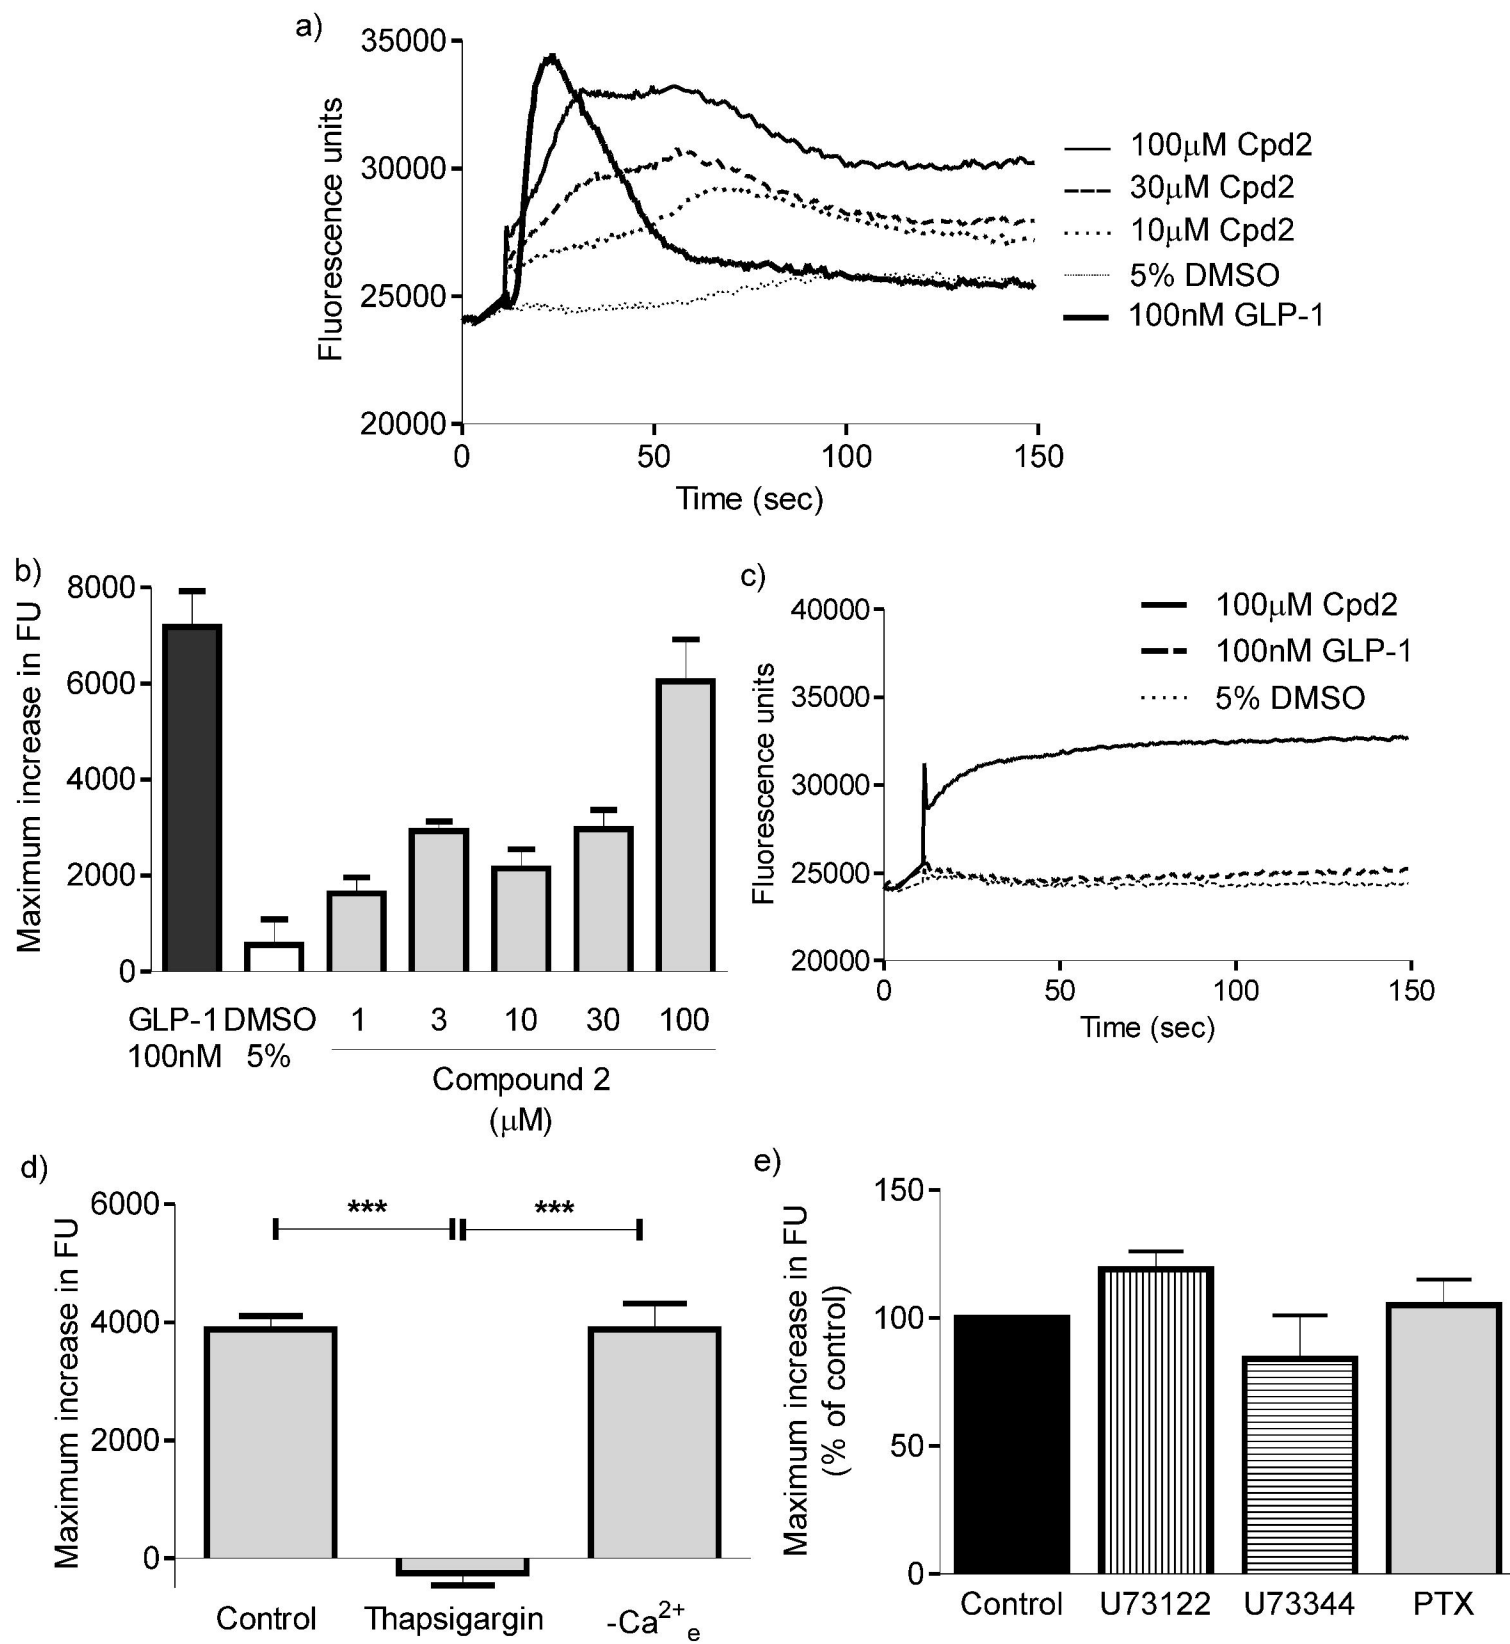 a)
35000
30000
25000
20000
Fluorescence units
0 50 100 150
Time (sec)
100μM Cpd2
30μM Cpd2
10μM Cpd2
5% DMSO
100nM GLP-1
b)
8000
6000
4000
2000
0
Maximum increase in FU
GLP-1 DMSO 1 3 10 30 100
100nM 5%
Compound 2
(μM)
c)
40000
35000
30000
25000
20000
Fluorescence units
0 50 100 150
Time (sec)
100μM Cpd2
100nM GLP-1
5% DMSO
d)
6000
4000
2000
0
Maximum increase in FU
*** ***
Control Thapsigargin -Ca²⁺ₑ
e)
150
100
50
0
Maximum increase in FU
(% of control)
Control U73122 U73344 PTX